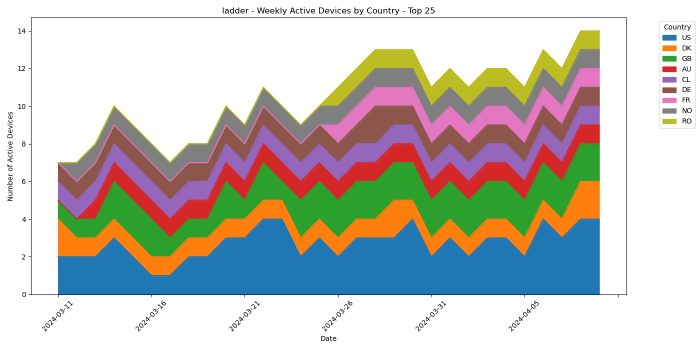 ladder - Weekly Active Devices by Country - Top 25
Number of Active Devices
14
12
10
8
6
4
2
0
2024-03-11
2024-03-16
2024-03-21
2024-03-26
2024-03-31
2024-04-05
Date
Country
US
DK
GB
AU
CL
DE
FR
NO
RO